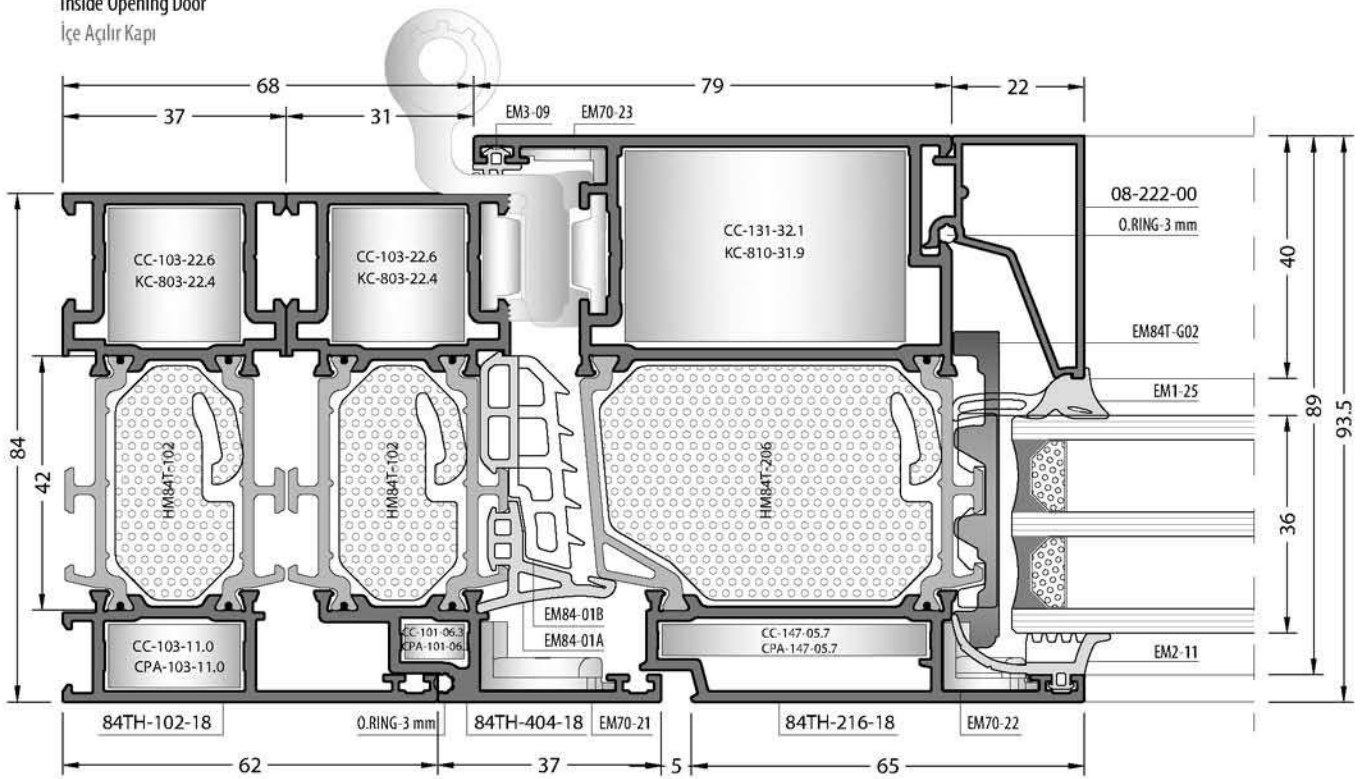 Inside Opening Door
İçe Açılır Kapı
68
79
22
37
31
EM3-09
EM70-23
08-222-00
O.RING-3 mm
CC-131-32.1
KC-810-31.9
CC-103-22.6
KC-803-22.4
CC-103-22.6
KC-803-22.4
40
EM84T-G02
EM1-25
89
93.5
84
42
HM84T-102
HM84T-102
HM84T-206
36
EM84-01B
EM84-01A
CC-101-06.3
CPA-101-06.
CC-147-05.7
CPA-147-05.7
CC-103-11.0
CPA-103-11.0
EM2-11
84TH-102-18
O.RING-3 mm
84TH-404-18
EM70-21
84TH-216-18
EM70-22
62
37
5
65